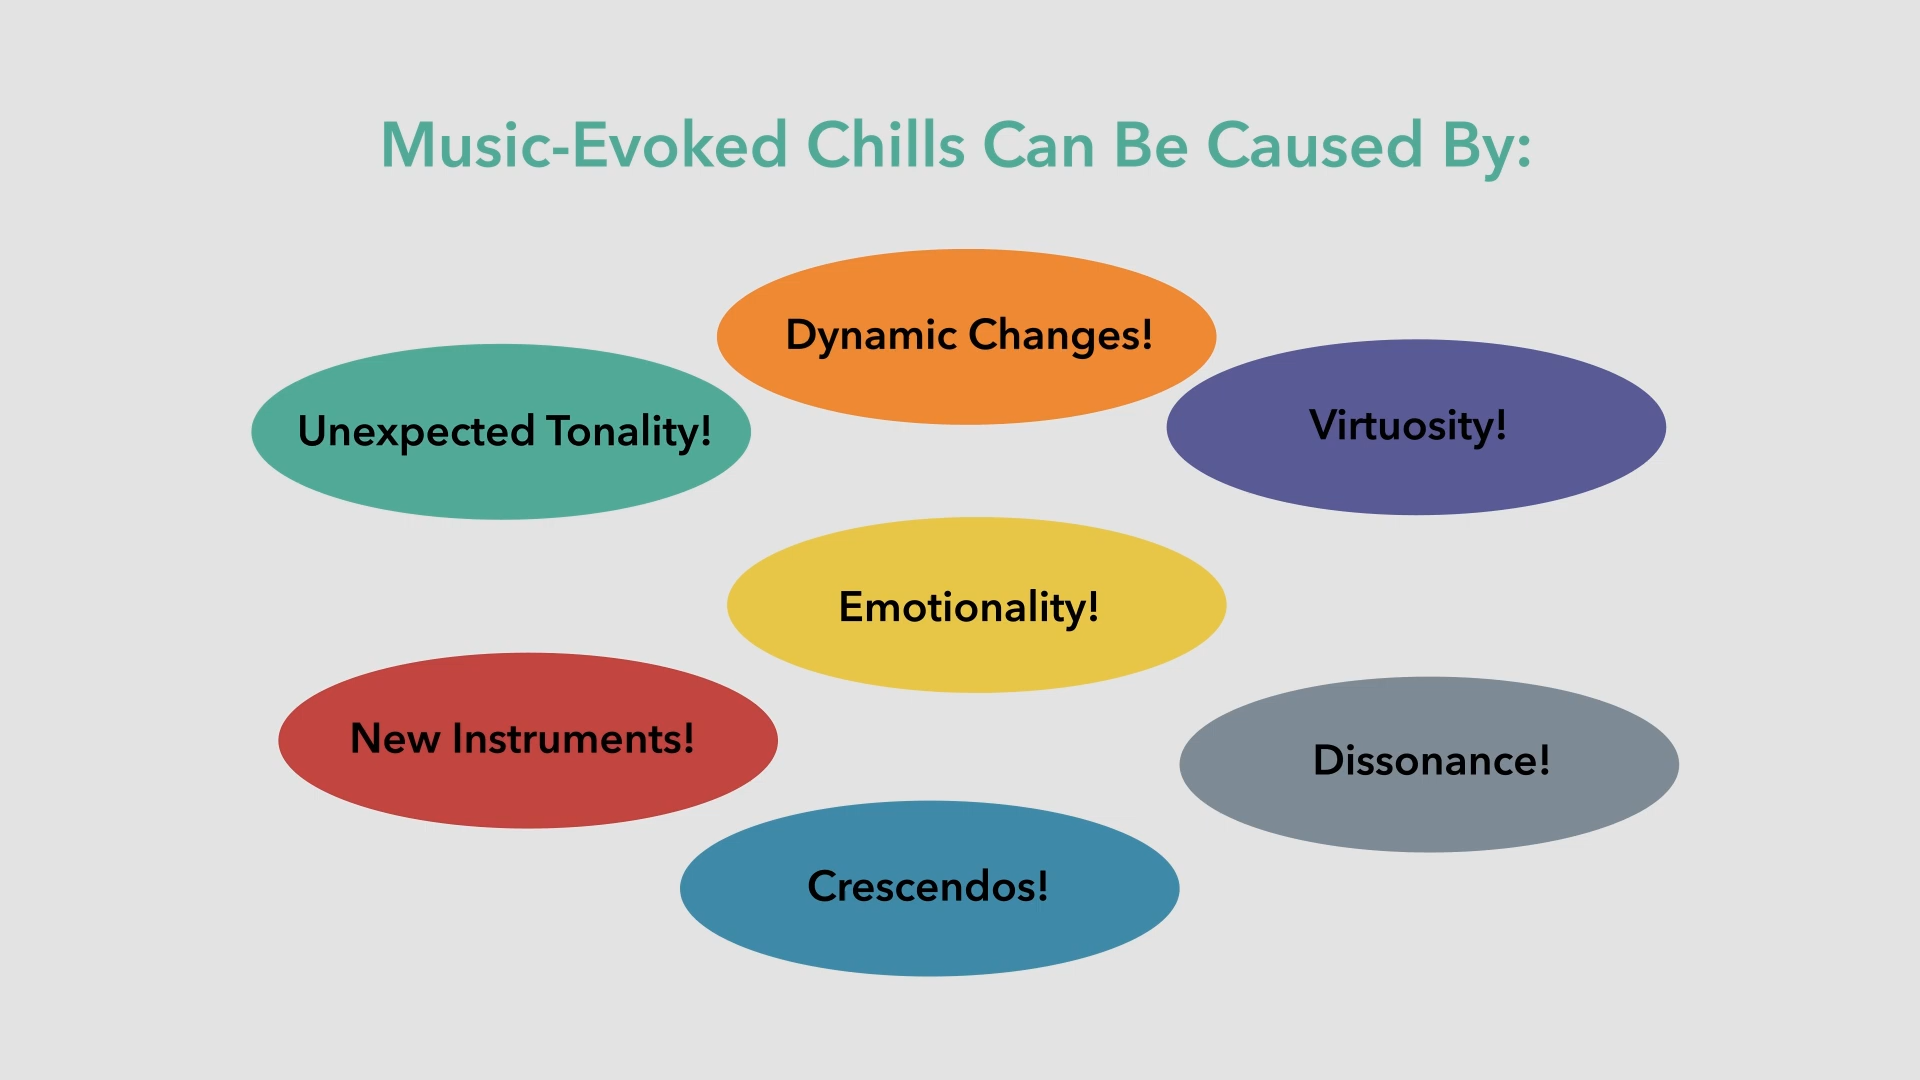 Music-Evoked Chills Can Be Caused By:
Dynamic Changes!
Unexpected Tonality!
Virtuosity!
Emotionality!
New Instruments!
Dissonance!
Crescendos!